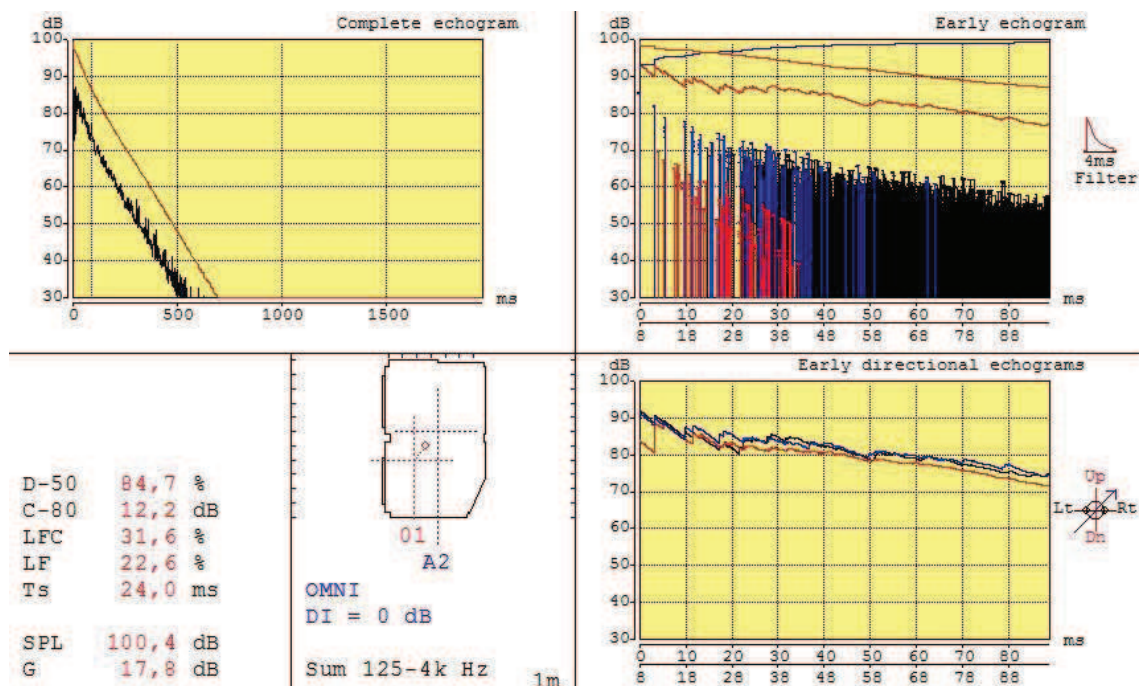 dB Complete echogram
100
90
80
70
60
50
40
30
0 500 1000 1500
ms
dB Early echogram
100
90
80
70
60
50
40
30
ms
0 10 20 30 40 50 60 70 80
8 18 28 38 48 58 68 78 88
4ms
Filter
D-50 84,7 %
C-80 12,2 dB
LFC 31,6 %
LF 22,6 %
Ts 24,0 ms
SPL 100,4 dB
G 17,8 dB
01
A2
OMNI
DI = 0 dB
Sum 125-4k Hz
1m
dB Early directional echograms
100
90
80
70
60
50
40
30
ms
0 10 20 30 40 50 60 70 80
8 18 28 38 48 58 68 78 88
Up
Lt Rt
Dn